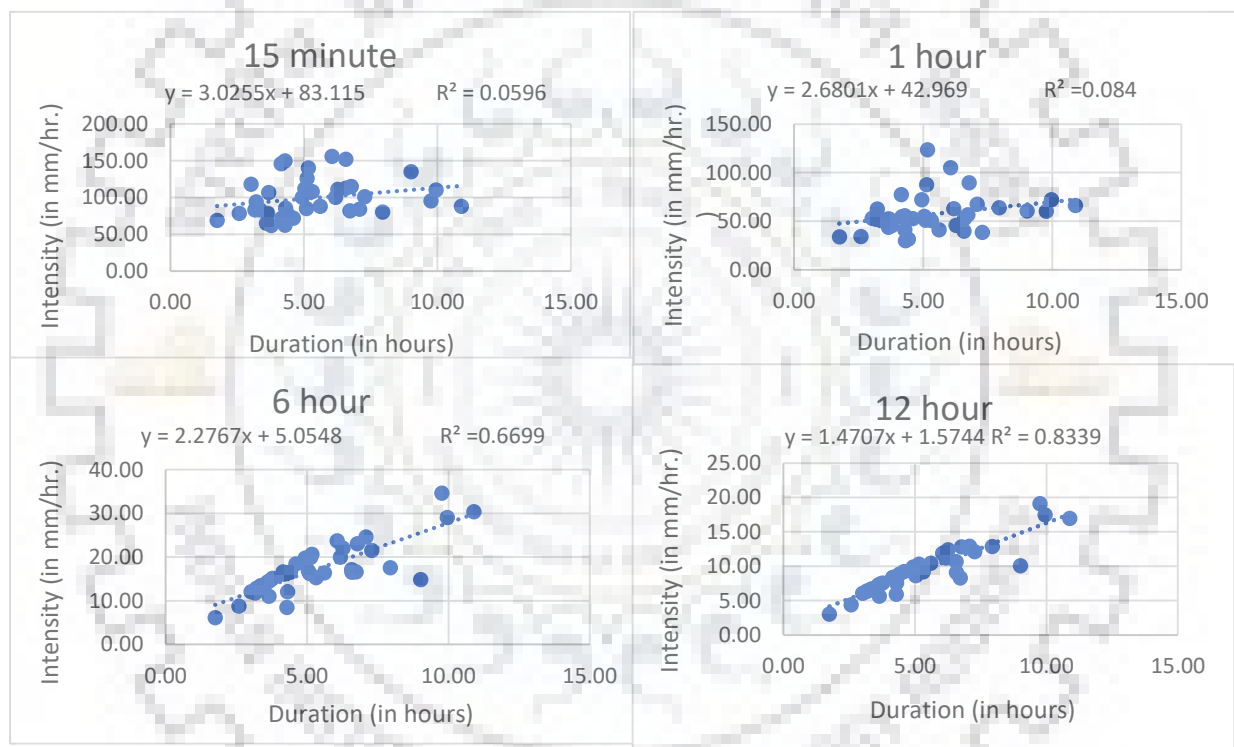 15 minute
y = 3.0255x + 83.115 R² = 0.0596
Intensity (in mm/hr.)
200.00
150.00
100.00
50.00
0.00
0.00 5.00 10.00 15.00
Duration (in hours)
1 hour
y = 2.6801x + 42.969 R² =0.084
Intensity (in mm/hr.
)
150.00
100.00
50.00
0.00
0.00 5.00 10.00 15.00
Duration (in hours)
6 hour
y = 2.2767x + 5.0548 R² =0.6699
Intensity (in mm/hr.)
40.00
30.00
20.00
10.00
0.00
0.00 5.00 10.00 15.00
Duration (in hours)
12 hour
y = 1.4707x + 1.5744 R² = 0.8339
Intensity (in mm/hr.)
25.00
20.00
15.00
10.00
5.00
0.00
0.00 5.00 10.00 15.00
Duration (in hours)